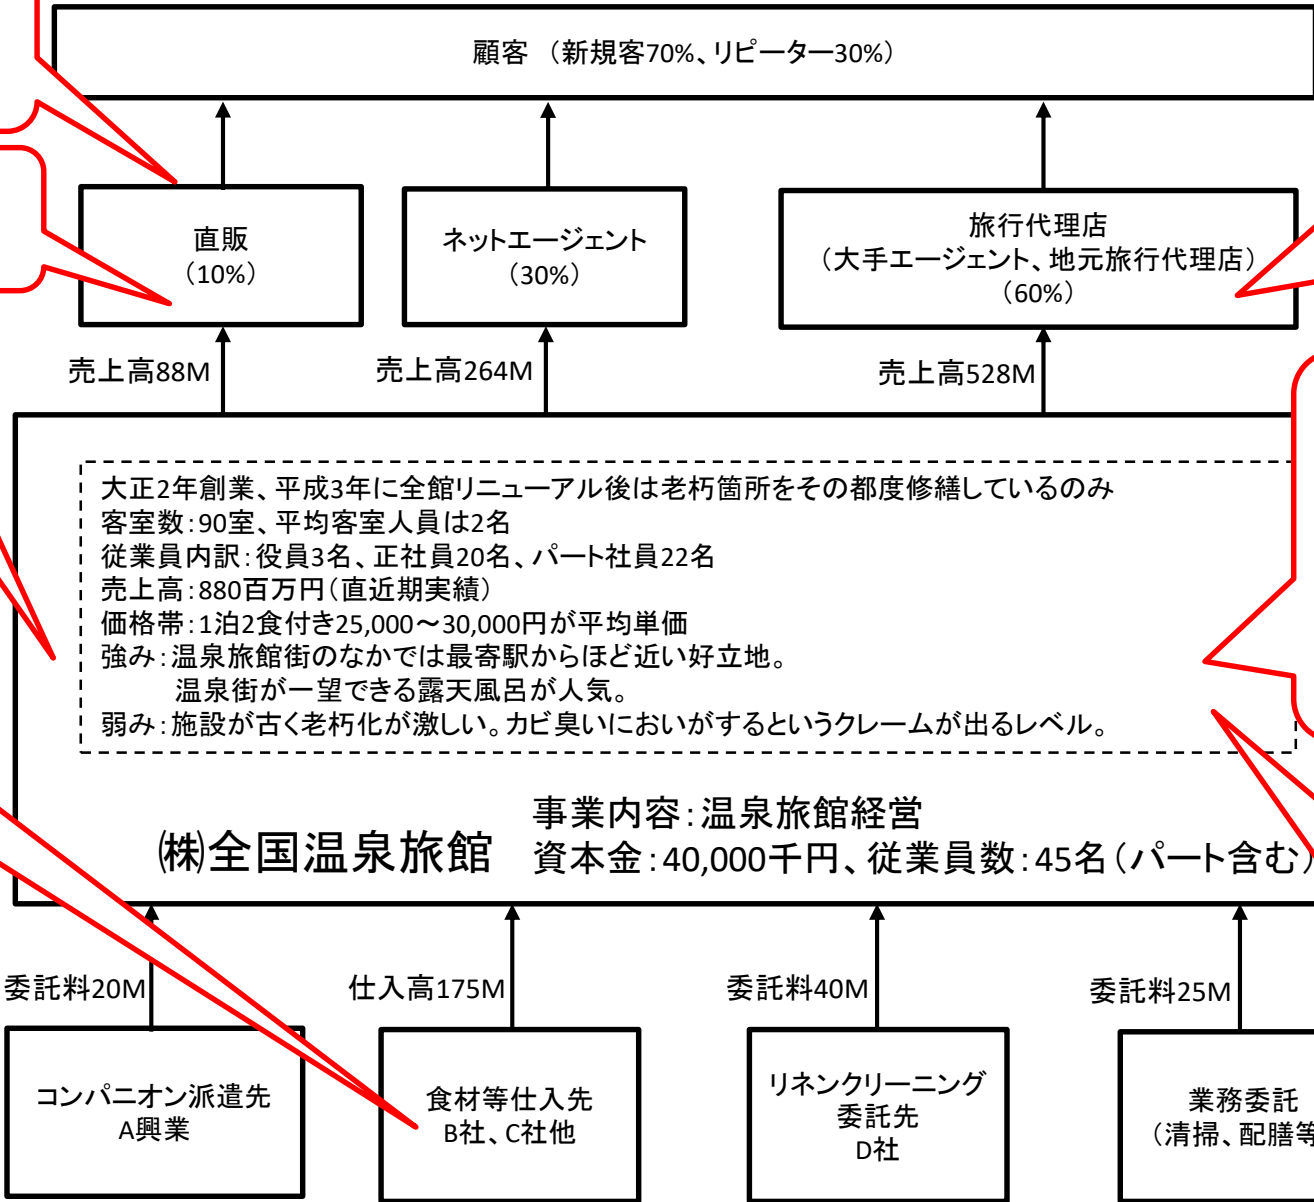 顧客 （新規客70%、リピーター30%）
直販
（10%）
ネットエージェント
（30%）
旅行代理店
（大手エージェント、地元旅行代理店）
（60%）
売上高88M
売上高264M
売上高528M
大正2年創業、平成3年に全館リニューアル後は老朽箇所をその都度修繕しているのみ
客室数：90室、平均客室人員は2名
従業員内訳：役員3名、正社員20名、パート社員22名
売上高：880百万円（直近期実績）
価格帯：1泊2食付き25,000～30,000円が平均単価
強み：温泉旅館街のなかでは最寄駅からほど近い好立地。
温泉街が一望できる露天風呂が人気。
弱み：施設が古く老朽化が激しい。カビ臭いにおいがするというクレームが出るレベル。
㈱全国温泉旅館
事業内容：温泉旅館経営
資本金：40,000千円、従業員数：45名（パート含む）
委託料20M
仕入高175M
委託料40M
委託料25M
コンパニオン派遣先
A興業
食材等仕入先
B社、C社他
リネンクリーニング
委託先
D社
業務委託
（清掃、配膳等